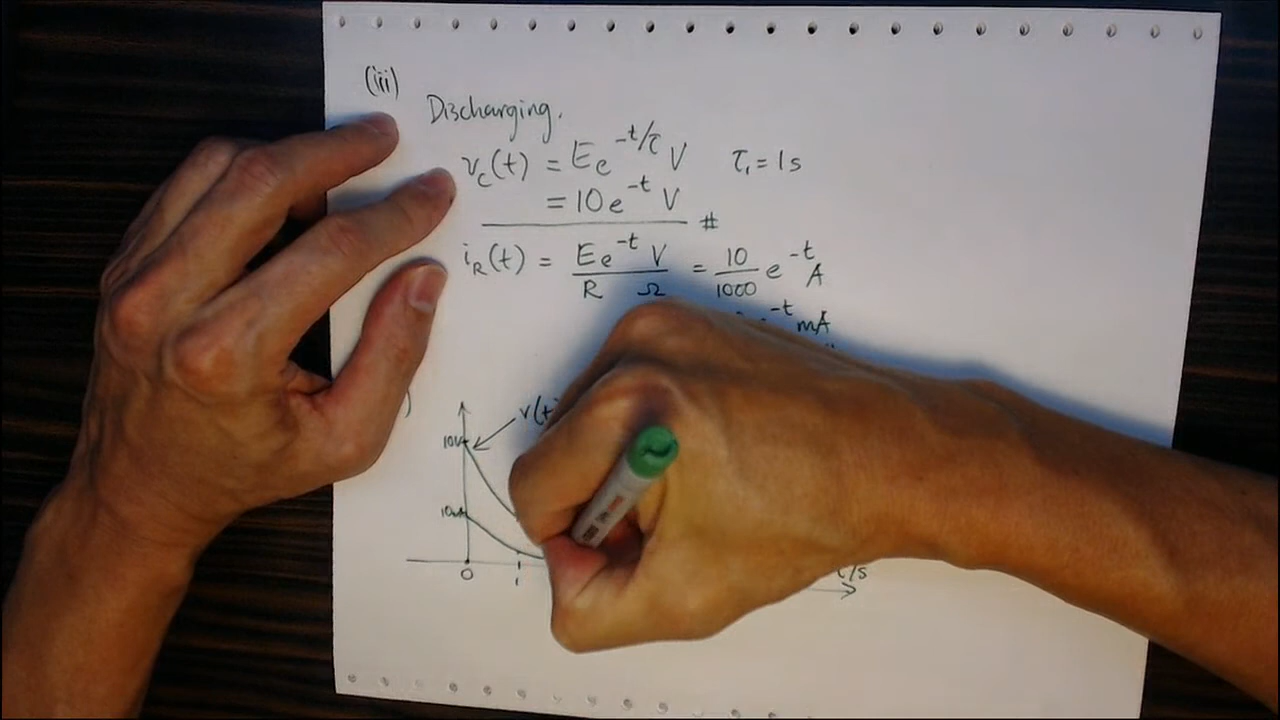 (iii)
Discharging.
v_C(t) = Ee^{-t/τ} V    τ₁ = 1s
= 10e^{-t} V
#
i_R(t) = Ee^{-t} V / R Ω = 10/1000 e^{-t} A
e^{-t} mA
)
v(t
10V
10mA
0
1
t/s